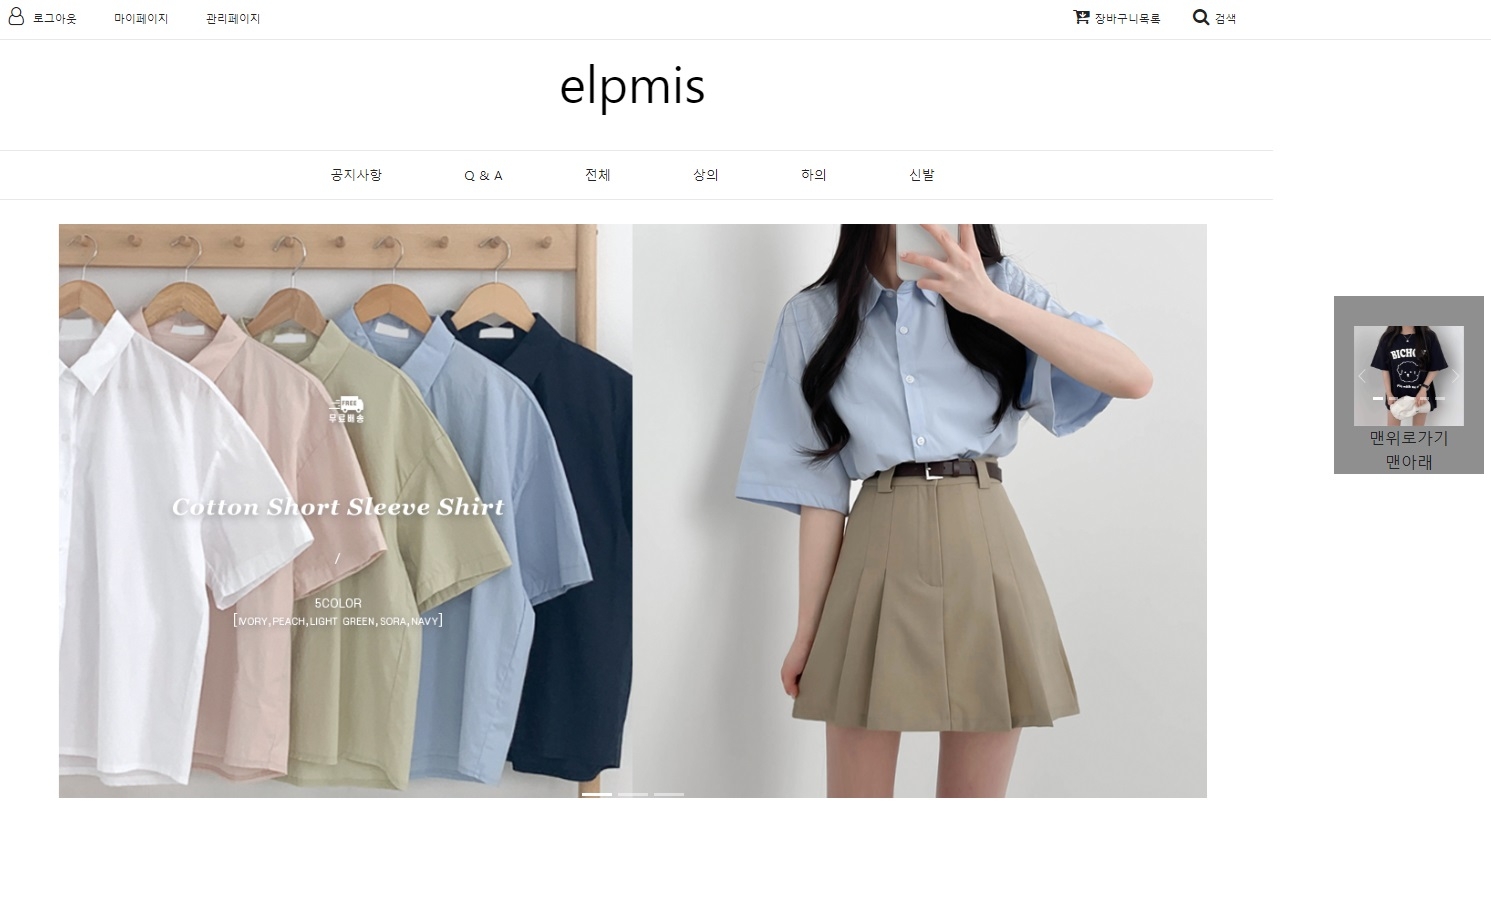 로그아웃 마이페이지 관리페이지 장바구니목록 검색
elpmis
공지사항 Q & A 전체 상의 하의 신발
FREE
무료배송
Cotton Short Sleeve Shirt
/
5COLOR
[IVORY, PEACH, LIGHT GREEN, SORA, NAVY]
맨위로가기
맨아래